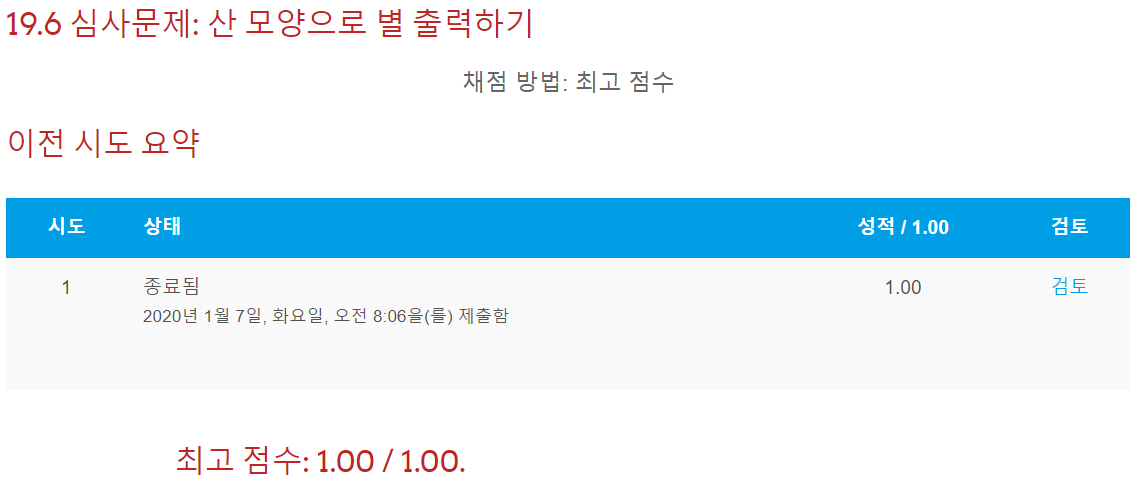 19.6 심사문제: 산 모양으로 별 출력하기
채점 방법: 최고 점수
이전 시도 요약
시도 상태 성적 / 1.00 검토
1 종료됨 1.00 검토
2020년 1월 7일, 화요일, 오전 8:06을(를) 제출함
최고 점수: 1.00 / 1.00.